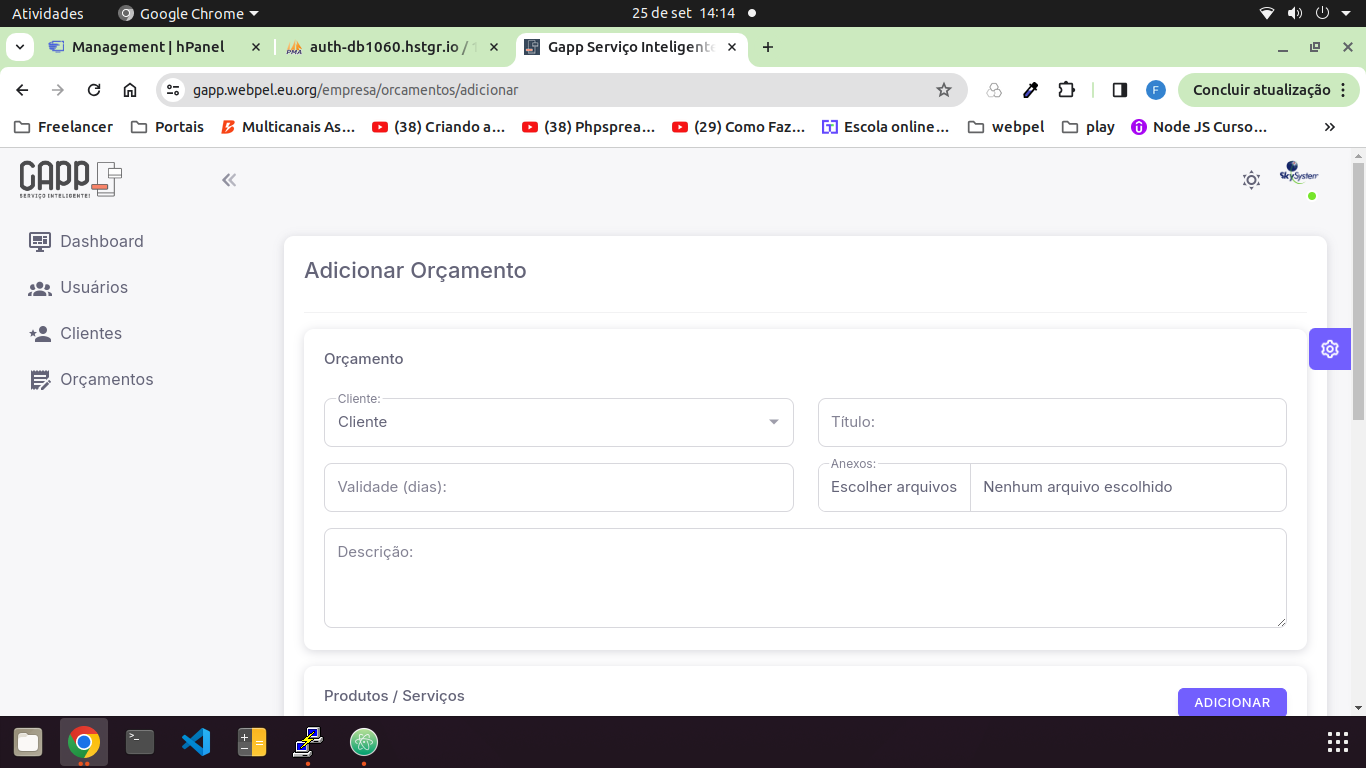 Atividades
Google Chrome
25 de set 14:14
Management | hPanel
auth-db1060.hstgr.io / 1
Gapp Serviço Inteligente
gapp.webpel.eu.org/empresa/orcamentos/adicionar
F
Concluir atualização
Freelancer
Portais
Multicanais As...
(38) Criando a...
(38) Phpsprea...
(29) Como Faz...
Escola online...
webpel
play
Node JS Curso...
GAPP
SERVIÇO INTELIGENTE!
SkySystem
Dashboard
Usuários
Clientes
Orçamentos
Adicionar Orçamento
Orçamento
Cliente:
Cliente
Título:
Validade (dias):
Anexos:
Escolher arquivos
Nenhum arquivo escolhido
Descrição:
Produtos / Serviços
ADICIONAR